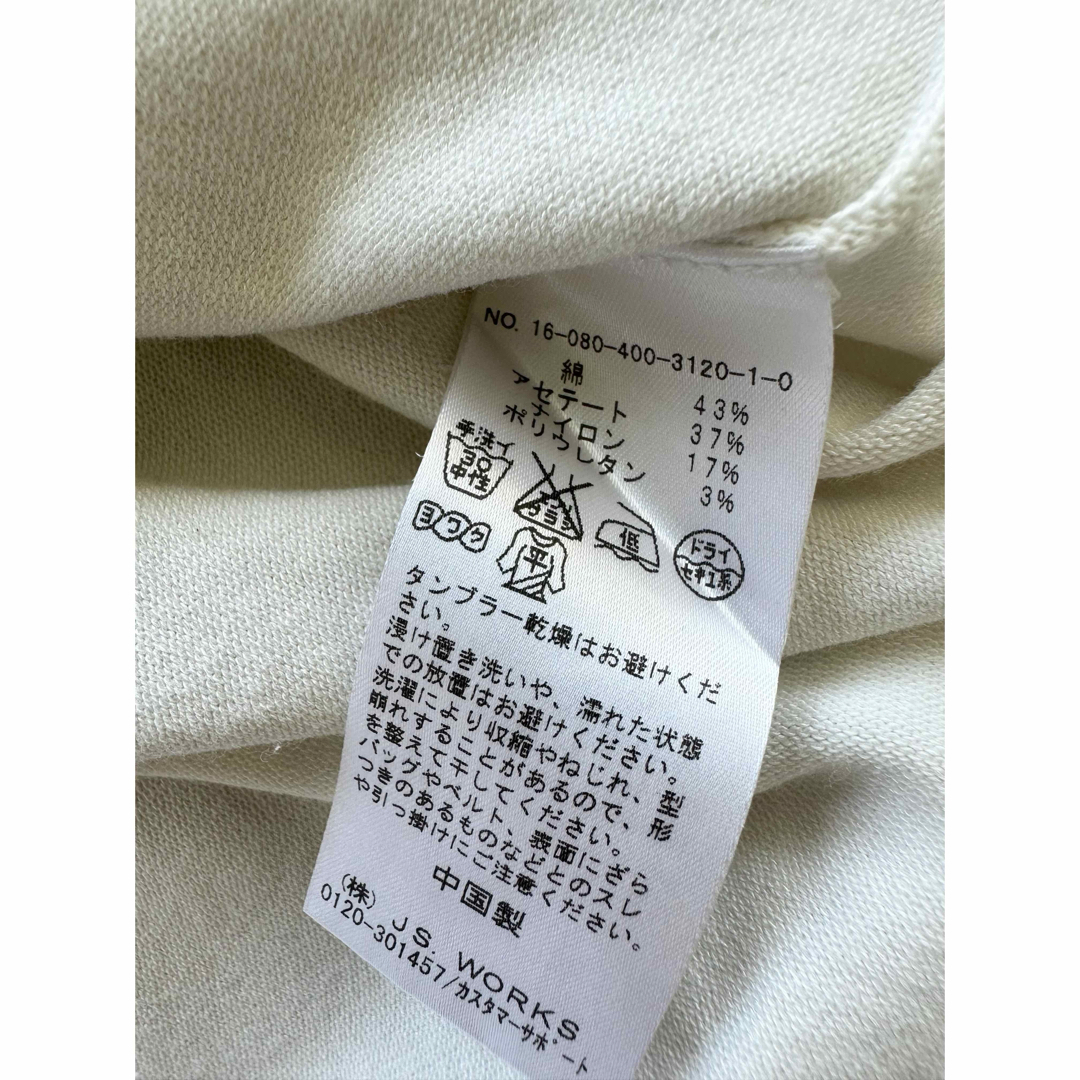 NO. 16-080-400-3120-1-0
綿 43%
アセテート 37%
ナイロン 17%
ポリウレタン 3%
手洗イ
30
中性
エンソサラシ
低
ドライ
セキユ系
ヨワク
平
タンブラー乾燥はお避けくだ
さい。
浸け置き洗いや、濡れた状態
での放置はお避けください。
洗濯により収縮やねじれ、型
崩れすることがあるので、形
を整えて干してください。
バッグやベルト、表面にざら
つきのあるものなどとのスレ
や引っ掛けにご注意ください。
中国製
(株) JS. WORKS
0120-301457/カスタマーサポート